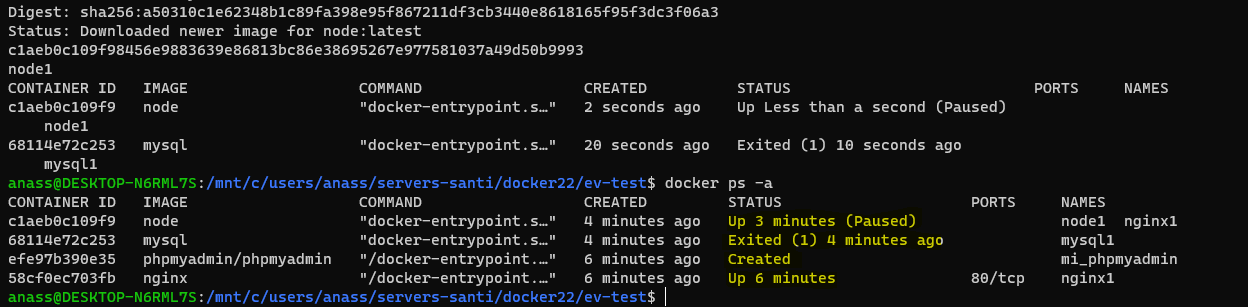 Digest: sha256:a50310c1e62348b1c89fa398e95f867211df3cb3440e8618165f95f3dc3f06a3
Status: Downloaded newer image for node:latest
c1aeb0c109f98456e9883639e86813bc86e38695267e977581037a49d50b9993
node1
CONTAINER ID   IMAGE                   COMMAND                  CREATED          STATUS                              PORTS     NAMES
c1aeb0c109f9   node                    "docker-entrypoint.s…"   2 seconds ago    Up Less than a second (Paused)
    node1
68114e72c253   mysql                   "docker-entrypoint.s…"   20 seconds ago   Exited (1) 10 seconds ago
    mysql1
anass@DESKTOP-N6RML7S:/mnt/c/users/anass/servers-santi/docker22/ev-test$ docker ps -a
CONTAINER ID   IMAGE                   COMMAND                  CREATED         STATUS                     PORTS     NAMES
c1aeb0c109f9   node                    "docker-entrypoint.s…"   4 minutes ago   Up 3 minutes (Paused)                node1  nginx1
68114e72c253   mysql                   "docker-entrypoint.s…"   4 minutes ago   Exited (1) 4 minutes ago             mysql1
efe97b390e35   phpmyadmin/phpmyadmin   "/docker-entrypoint.…"   6 minutes ago   Created                              mi_phpmyadmin
58cf0ec703fb   nginx                   "/docker-entrypoint.…"   6 minutes ago   Up 6 minutes               80/tcp    nginx1
anass@DESKTOP-N6RML7S:/mnt/c/users/anass/servers-santi/docker22/ev-test$